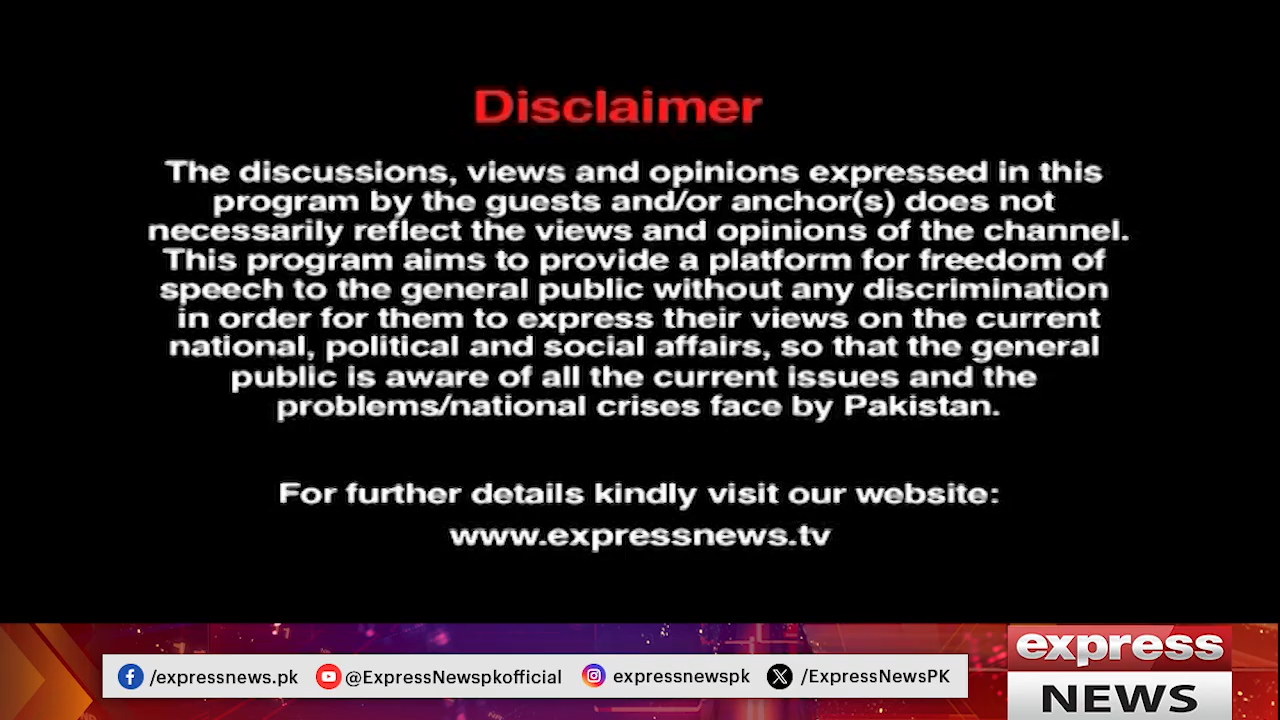 Disclaimer
The discussions, views and opinions expressed in this
program by the guests and/or anchor(s) does not
necessarily reflect the views and opinions of the channel.
This program aims to provide a platform for freedom of
speech to the general public without any discrimination
in order for them to express their views on the current
national, political and social affairs, so that the general
public is aware of all the current issues and the
problems/national crises face by Pakistan.
For further details kindly visit our website:
www.expressnews.tv
/expressnews.pk @ExpressNewspkofficial expressnewspk /ExpressNewsPK
express
NEWS